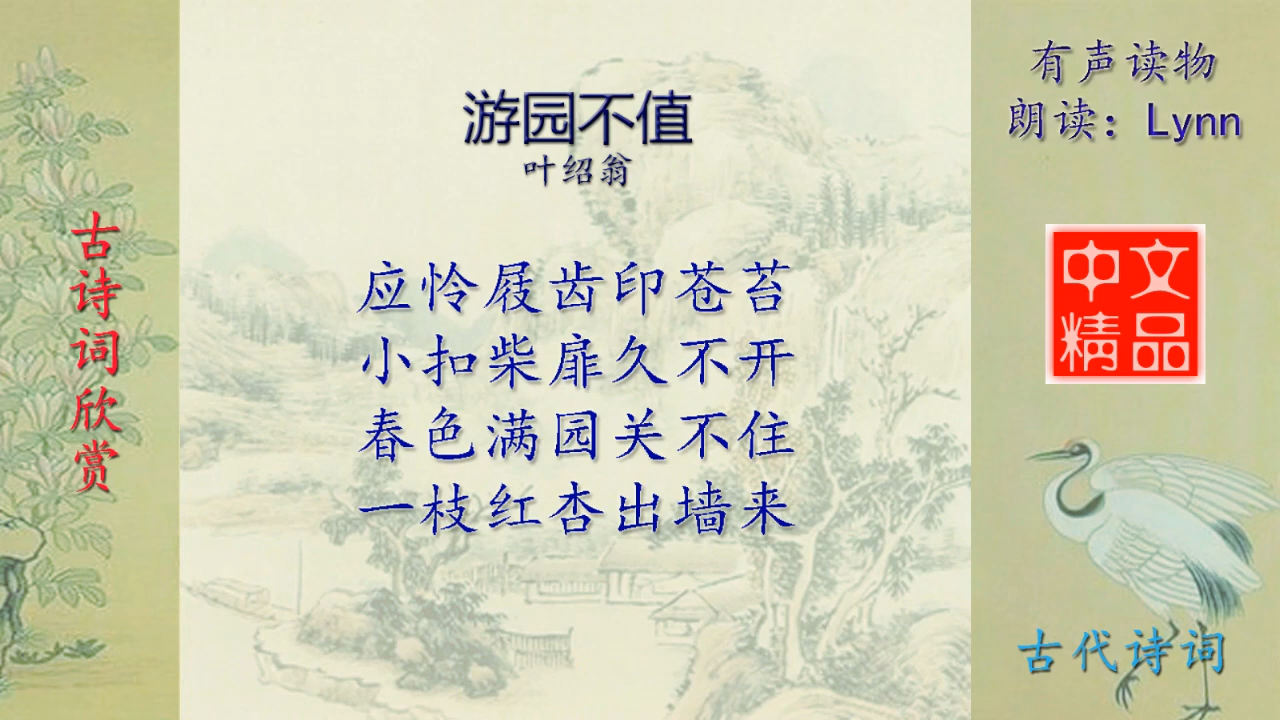 游园不值
叶绍翁
应怜屐齿印苍苔
小扣柴扉久不开
春色满园关不住
一枝红杏出墙来
古诗词欣赏
有声读物
朗读：Lynn
中文
精品
古代诗词